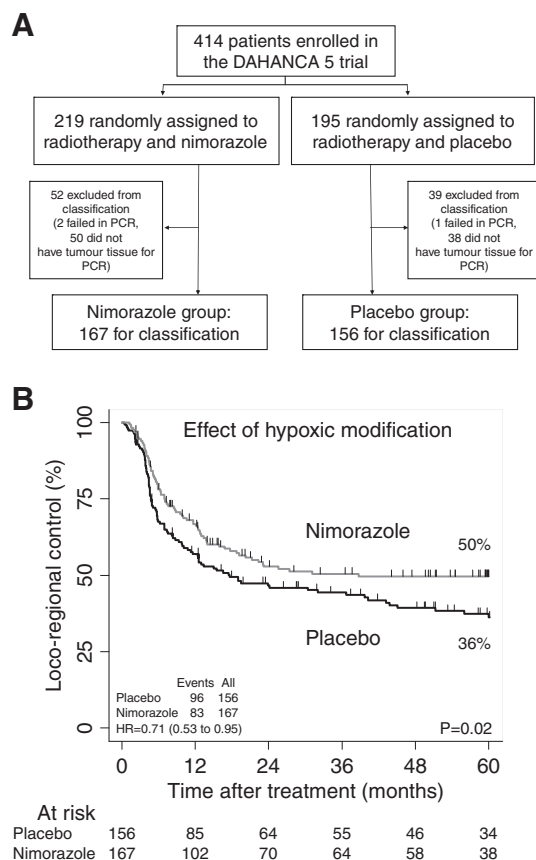 A
414 patients enrolled in
the DAHANCA 5 trial
219 randomly assigned to
radiotherapy and nimorazole
195 randomly assigned to
radiotherapy and placebo
52 excluded from
classification
(2 failed in PCR,
50 did not
have tumour tissue for
PCR)
39 excluded from
classification
(1 failed in PCR,
38 did not
have tumour tissue for
PCR)
Nimorazole group:
167 for classification
Placebo group:
156 for classification
B
Effect of hypoxic modification
Loco-regional control (%)
100
75
50
25
0
Nimorazole
50%
Placebo
36%
Events All
Placebo 96 156
Nimorazole 83 167
HR=0.71 (0.53 to 0.95)
P=0.02
0 12 24 36 48 60
Time after treatment (months)
At risk
Placebo 156 85 64 55 46 34
Nimorazole 167 102 70 64 58 38